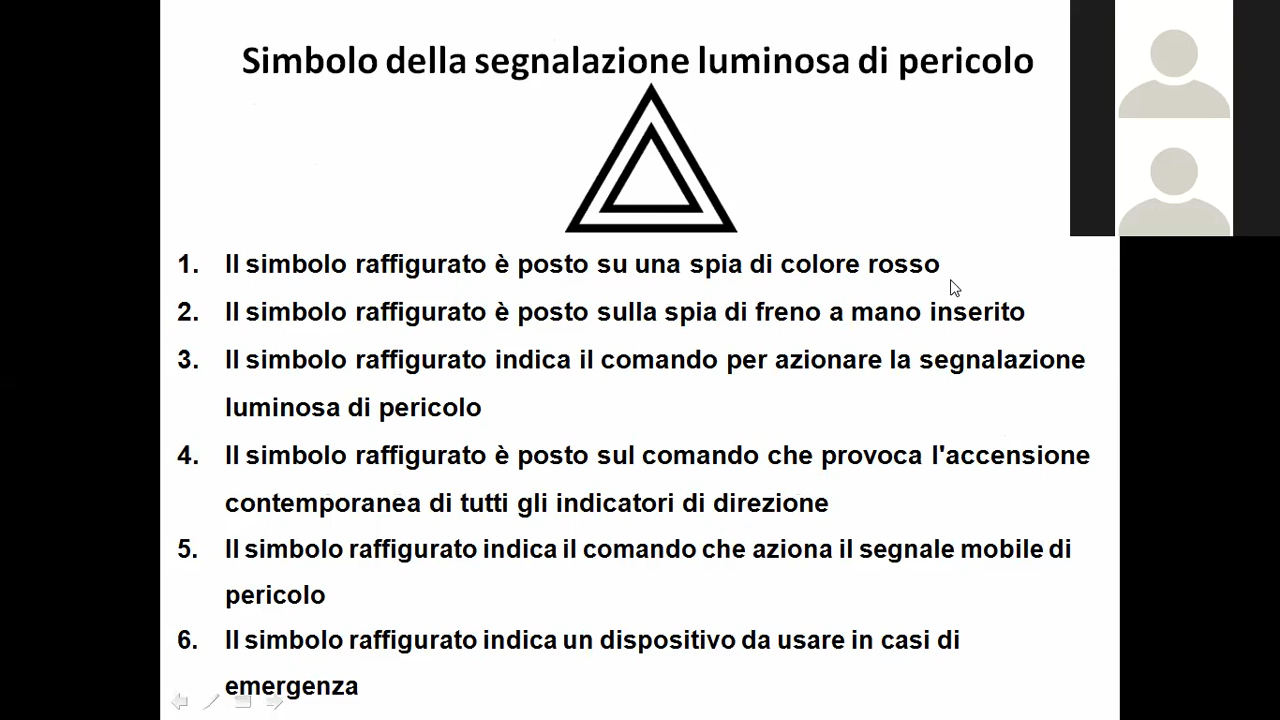 Simbolo della segnalazione luminosa di pericolo
1. Il simbolo raffigurato è posto su una spia di colore rosso
2. Il simbolo raffigurato è posto sulla spia di freno a mano inserito
3. Il simbolo raffigurato indica il comando per azionare la segnalazione
luminosa di pericolo
4. Il simbolo raffigurato è posto sul comando che provoca l'accensione
contemporanea di tutti gli indicatori di direzione
5. Il simbolo raffigurato indica il comando che aziona il segnale mobile di
pericolo
6. Il simbolo raffigurato indica un dispositivo da usare in casi di
emergenza